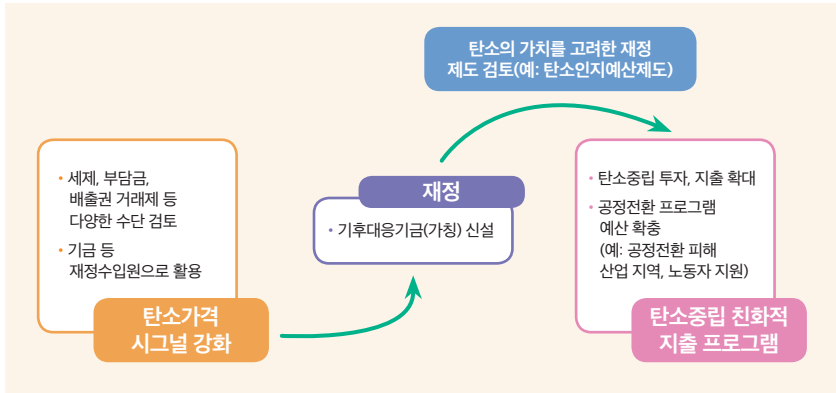 탄소의 가치를 고려한 재정
제도 검토(예: 탄소인지예산제도)
• 세제, 부담금,
배출권 거래제 등
다양한 수단 검토
• 기금 등
재정수입원으로 활용
탄소가격
시그널 강화
재정
• 기후대응기금(가칭) 신설
• 탄소중립 투자, 지출 확대
• 공정전환 프로그램
예산 확충
(예: 공정전환 피해
산업 지역, 노동자 지원)
탄소중립 친화적
지출 프로그램